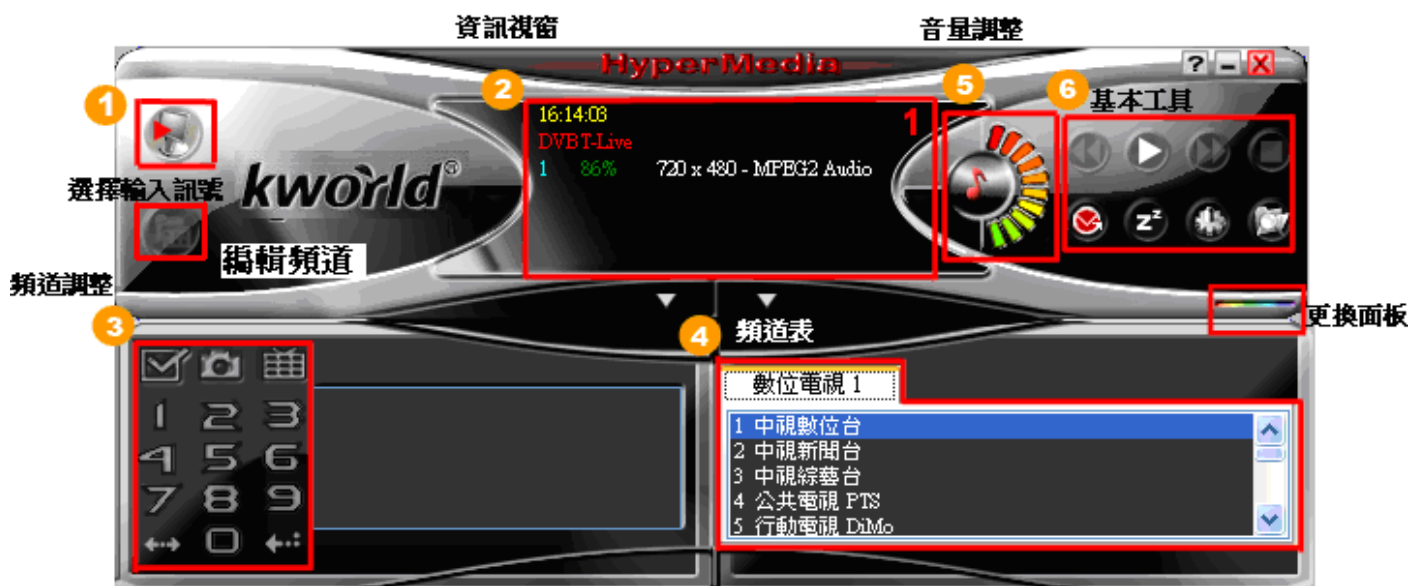 資訊視窗
音量調整
HyperMedia
? – X
1
2
5
6
基本工具
16:14:03
1
DVBT-Live
1 86% 720 x 480 - MPEG2 Audio
選擇輸入訊號
kworld®
zz
編輯頻道
頻道調整
更換面板
3
4
頻道表
數位電視 1
1 2 3
4 5 6
7 8 9
0
1 中視數位台
2 中視新聞台
3 中視綜藝台
4 公共電視 PTS
5 行動電視 DiMo